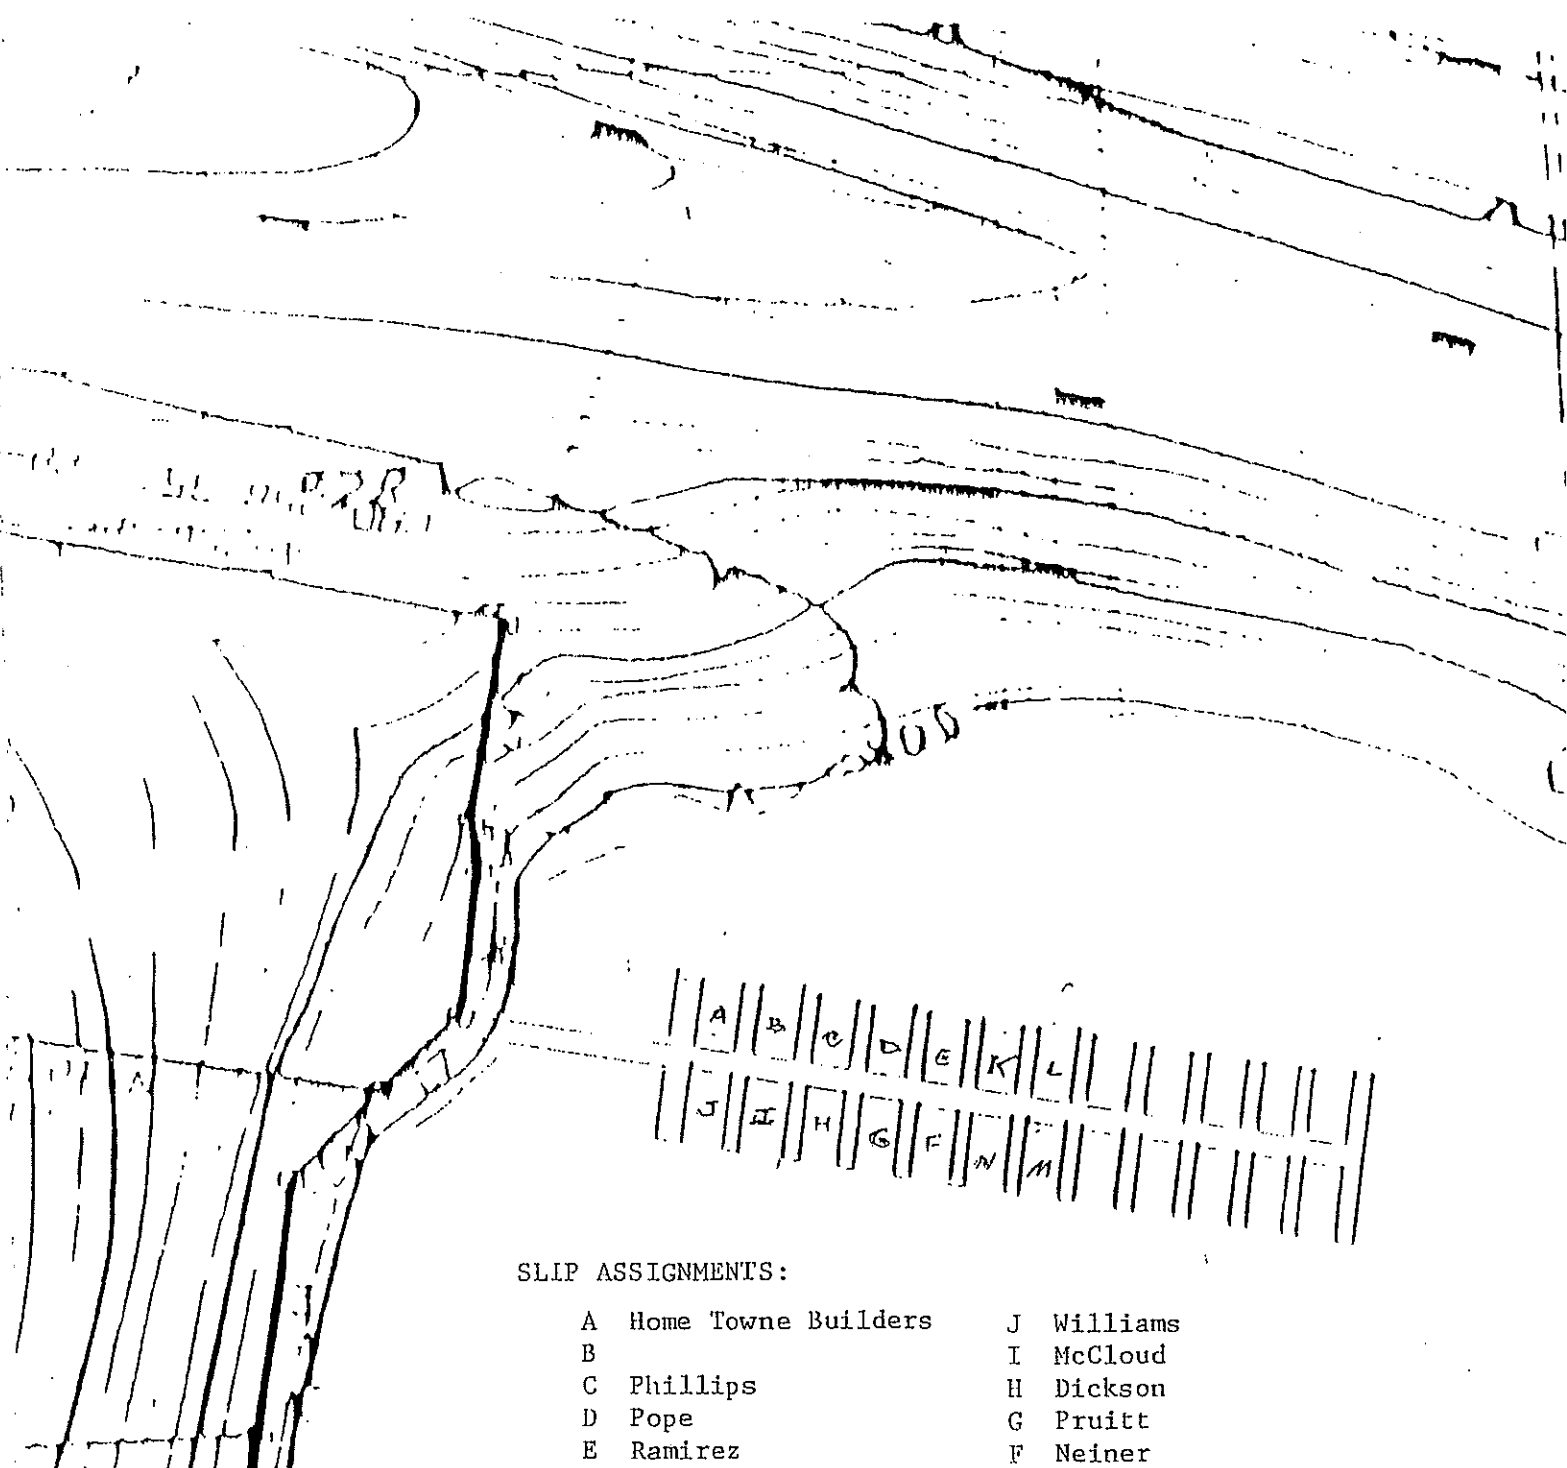 A B C D E K L
J I H G F N M
SLIP ASSIGNMENTS:
A Home Towne Builders J Williams
B I McCloud
C Phillips H Dickson
D Pope G Pruitt
E Ramirez F Neiner